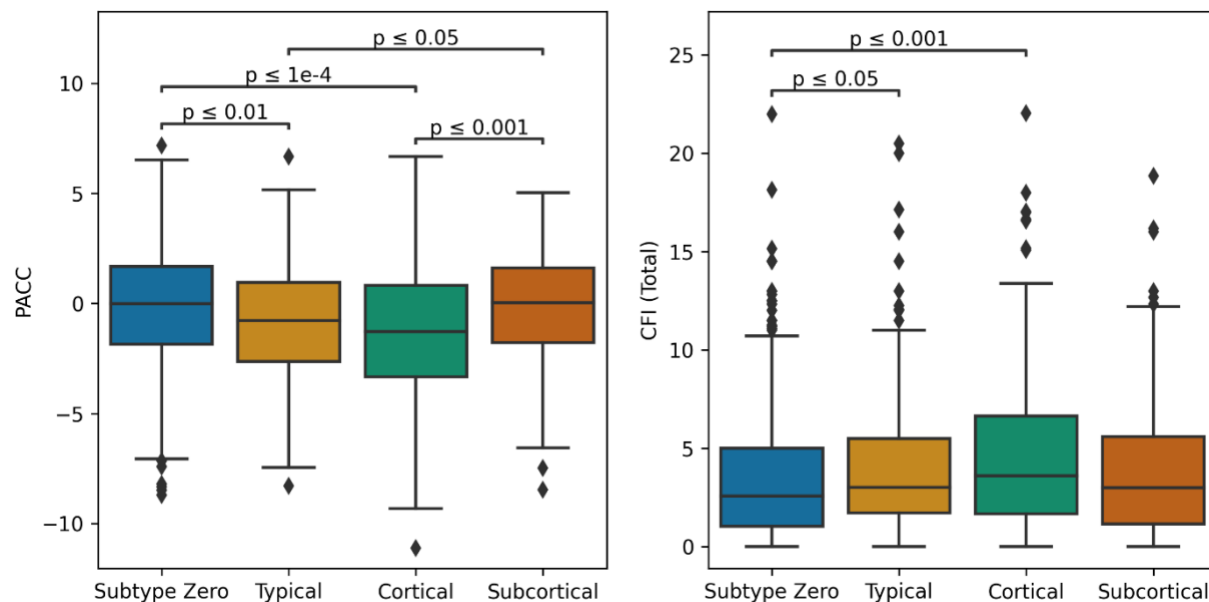 p ≤ 0.05
p ≤ 1e-4
p ≤ 0.01
p ≤ 0.001
10
5
0
−5
−10
PACC
Subtype Zero Typical Cortical Subcortical
p ≤ 0.001
p ≤ 0.05
25
20
15
10
5
0
CFI (Total)
Subtype Zero Typical Cortical Subcortical